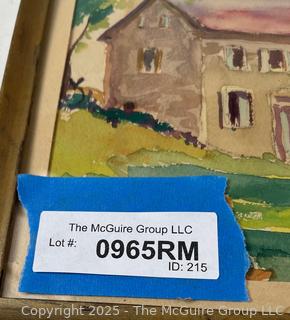 The McGuire Group LLC
Lot #: 0965RM
ID: 215
Copyright 2025 - The McGuire Group LLC